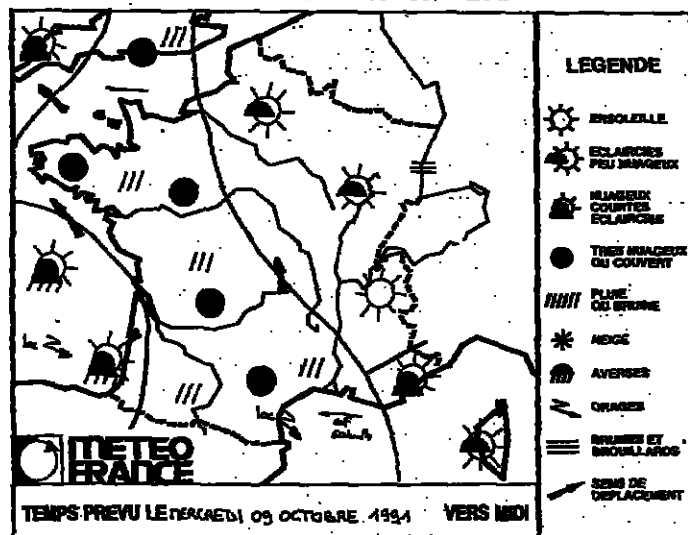 LEGENDE
ENSOLEILLE
ECLAIRCIES
PEU NUAGEUX
NUAGEUX
COURTES
ECLAIRCIES
TRES NUAGEUX
OU COUVERT
PLUIE
OU BRUINE
NEIGE
AVERSES
ORAGES
BRUMES ET
BROUILLARDS
SENS DE
DEPLACEMENT
METEO
FRANCE
TEMPS PREVU LE MERCREDI 09 OCTOBRE 1991 VERS MIDI